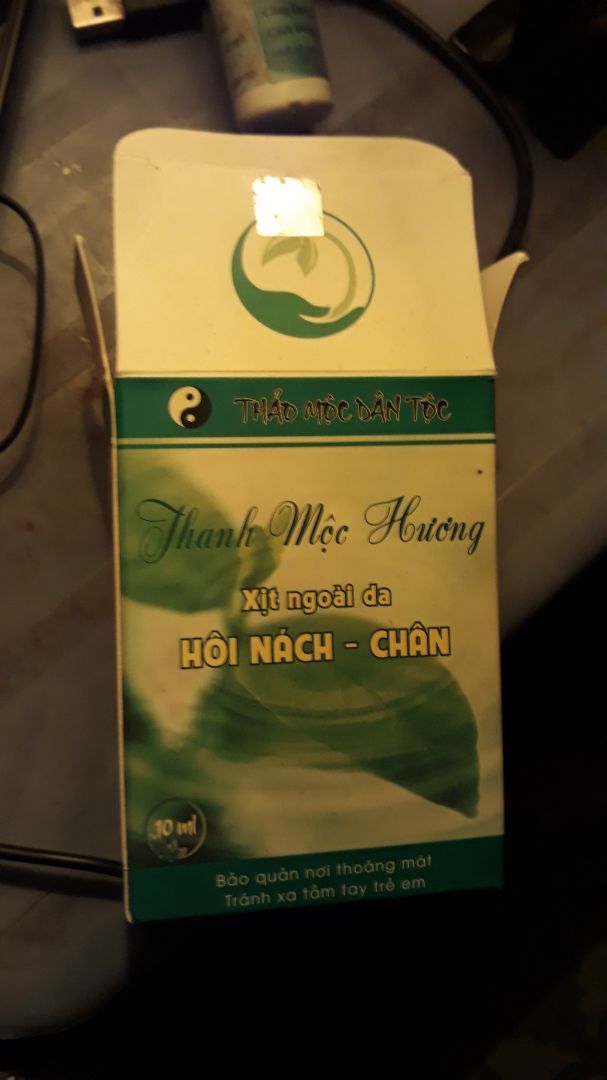 THẢO MỘC DÂN TỘC
Thanh Mộc Hương
Xịt ngoài da
HÔI NÁCH - CHÂN
10 ml
Bảo quản nơi thoáng mát
Tránh xa tầm tay trẻ em